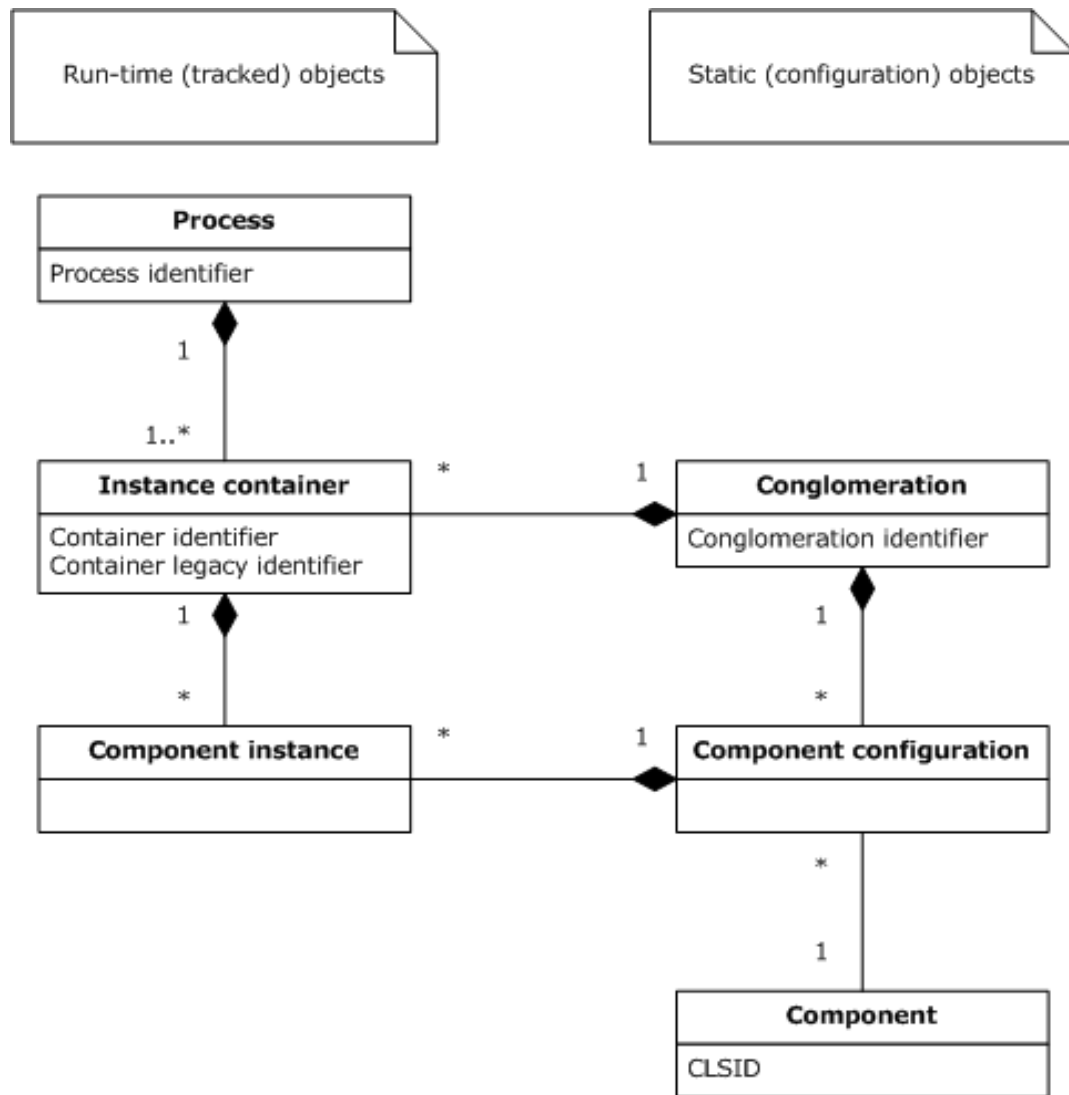 Run-time (tracked) objects
Static (configuration) objects
Process
Process identifier
1
1..*
Instance container
Container identifier
Container legacy identifier
*
1
Conglomeration
Conglomeration identifier
1
*
1
*
Component instance
*
1
Component configuration
*
1
Component
CLSID